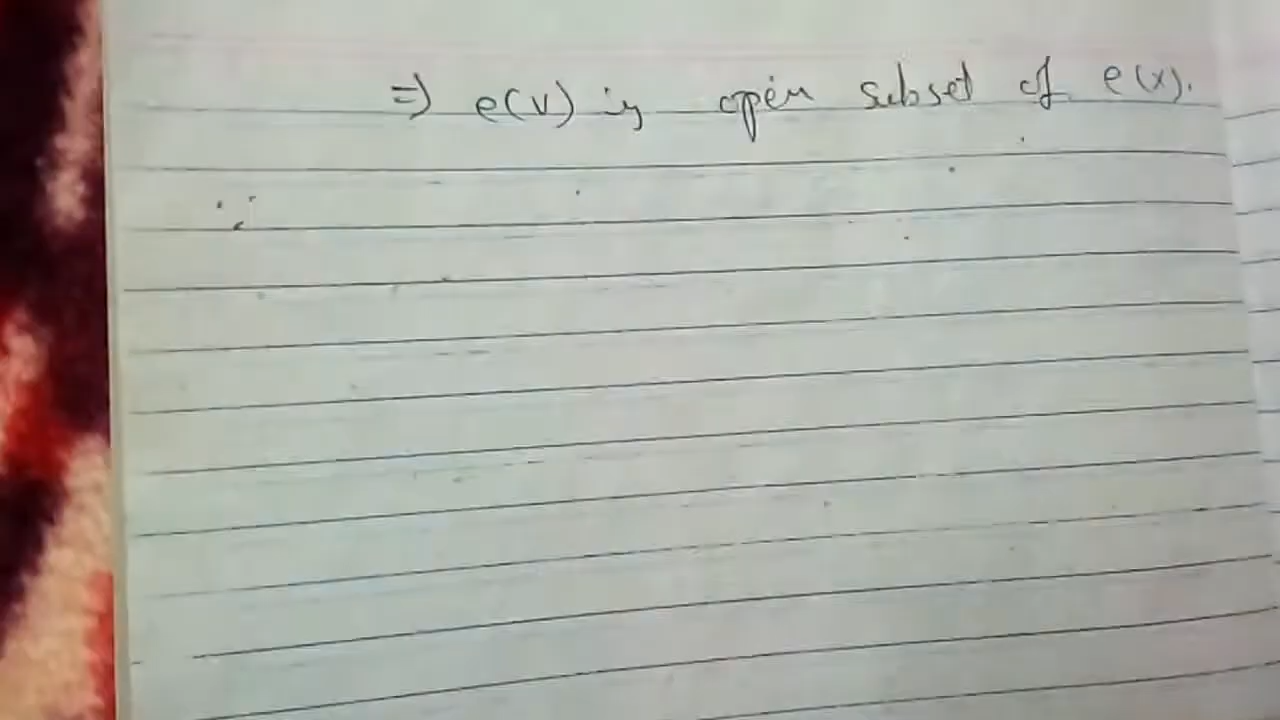 ⇒ e(V) is open subset of e(X).